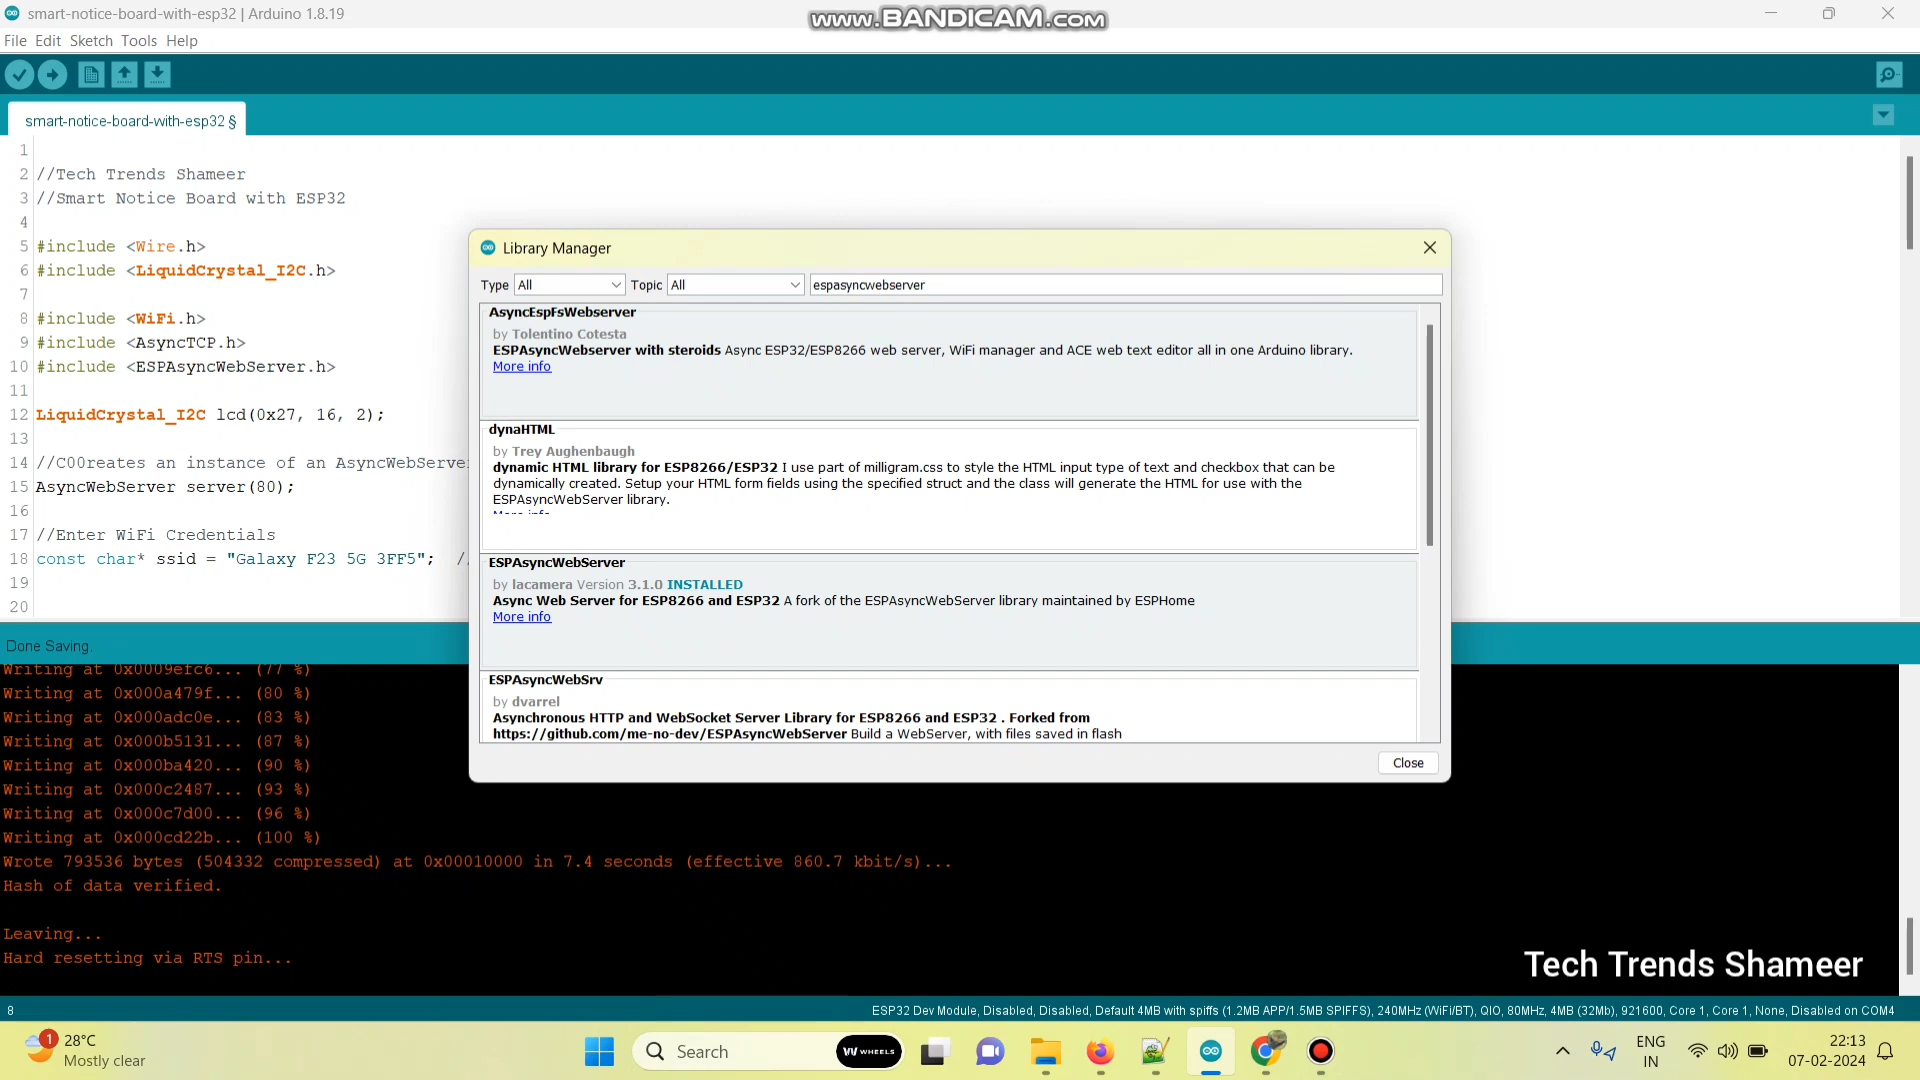 smart-notice-board-with-esp32 | Arduino 1.8.19
www.BANDICAM.com
File Edit Sketch Tools Help
smart-notice-board-with-esp32 §
1
2 //Tech Trends Shameer
3 //Smart Notice Board with ESP32
4
5 #include <Wire.h>
6 #include <LiquidCrystal_I2C.h>
7
8 #include <WiFi.h>
9 #include <AsyncTCP.h>
10 #include <ESPAsyncWebServer.h>
11
12 LiquidCrystal_I2C lcd(0x27, 16, 2);
13
14 //C00reates an instance of an AsyncWebServe
15 AsyncWebServer server(80);
16
17 //Enter WiFi Credentials
18 const char* ssid = "Galaxy F23 5G 3FF5"; //
19
20
Library Manager
Type All Topic All espasyncwebserver
AsyncEspFsWebserver
by Tolentino Cotesta
ESPAsyncWebserver with steroids Async ESP32/ESP8266 web server, WiFi manager and ACE web text editor all in one Arduino library.
More info
dynaHTML
by Trey Aughenbaugh
dynamic HTML library for ESP8266/ESP32 I use part of milligram.css to style the HTML input type of text and checkbox that can be
dynamically created. Setup your HTML form fields using the specified struct and the class will generate the HTML for use with the
ESPAsyncWebServer library.
More info
ESPAsyncWebServer
by lacamera Version 3.1.0 INSTALLED
Async Web Server for ESP8266 and ESP32 A fork of the ESPAsyncWebServer library maintained by ESPHome
More info
ESPAsyncWebSrv
by dvarrel
Asynchronous HTTP and WebSocket Server Library for ESP8266 and ESP32 . Forked from
https://github.com/me-no-dev/ESPAsyncWebServer Build a WebServer, with files saved in flash
Close
Done Saving.
Writing at 0x0009efc6... (77 %)
Writing at 0x000a479f... (80 %)
Writing at 0x000adc0e... (83 %)
Writing at 0x000b5131... (87 %)
Writing at 0x000ba420... (90 %)
Writing at 0x000c2487... (93 %)
Writing at 0x000c7d00... (96 %)
Writing at 0x000cd22b... (100 %)
Wrote 793536 bytes (504332 compressed) at 0x00010000 in 7.4 seconds (effective 860.7 kbit/s)...
Hash of data verified.
Leaving...
Hard resetting via RTS pin...
Tech Trends Shameer
8
ESP32 Dev Module, Disabled, Disabled, Default 4MB with spiffs (1.2MB APP/1.5MB SPIFFS), 240MHz (WiFi/BT), QIO, 80MHz, 4MB (32Mb), 921600, Core 1, Core 1, None, Disabled on COM4
1
28°C
Mostly clear
Search
WHEELS
ENG
IN
22:13
07-02-2024